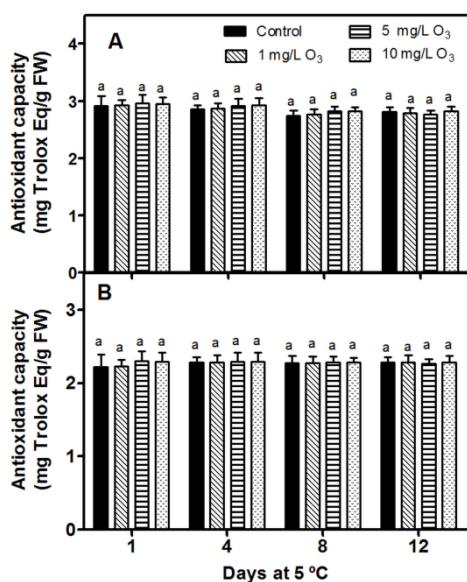 A
Control
5 mg/L O₃
1 mg/L O₃
10 mg/L O₃
Antioxidant capacity
(mg Trolox Eq/g FW)
4
3
2
1
0
a a a a a a a a a a a a a a a a
B
Antioxidant capacity
(mg Trolox Eq/g FW)
3
2
1
0
a a a a a a a a a a a a a a a a
1 4 8 12
Days at 5 ºC